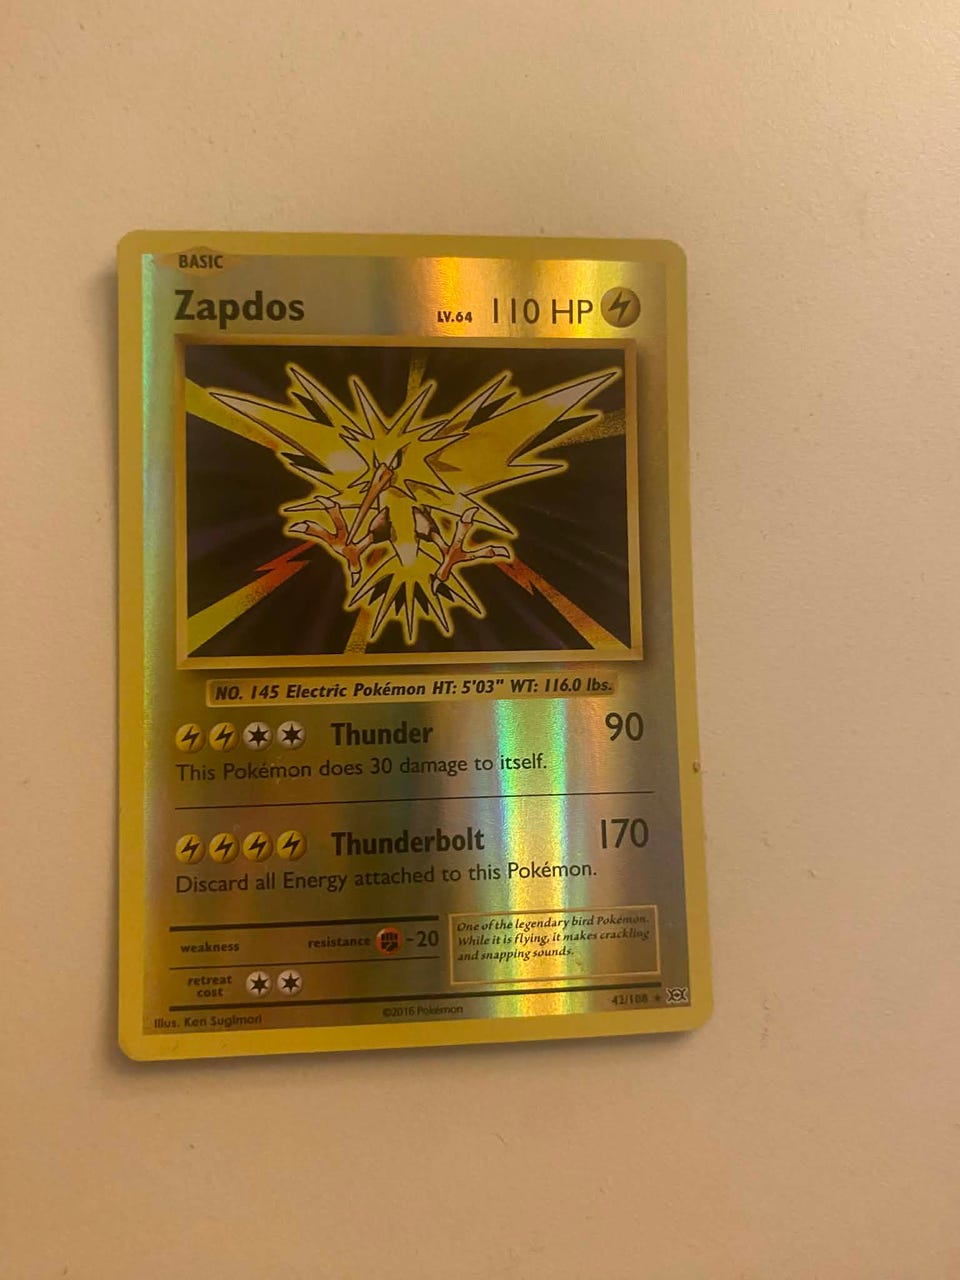 BASIC
Zapdos LV.64 110 HP
NO. 145 Electric Pokémon HT: 5'03" WT: 116.0 lbs.
Thunder 90
This Pokémon does 30 damage to itself.
Thunderbolt 170
Discard all Energy attached to this Pokémon.
weakness resistance -20
One of the legendary bird Pokémon.
While it is flying, it makes crackling
and snapping sounds.
retreat
cost
42/108
Illus. Ken Sugimori ©2016 Pokémon